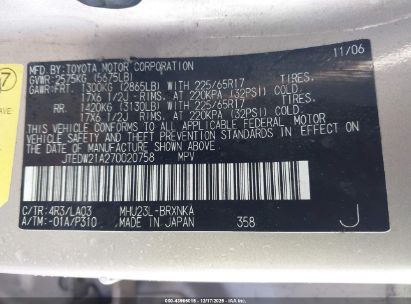 MFD. BY: TOYOTA MOTOR CORPORATION 11/06
GVWR: 2575KG (5675LB)
GAWR: FRT. 1300KG (2865LB) WITH 225/65R17 TIRES.
17X6 1/2J RIMS. AT 220KPA (32PSI) COLD.
RR. 1420KG (3130LB) WITH 225/65R17 TIRES.
17X6 1/2J RIMS. AT 220KPA (32PSI) COLD.
THIS VEHICLE CONFORMS TO ALL APPLICABLE FEDERAL MOTOR
VEHICLE SAFETY AND THEFT PREVENTION STANDARDS IN EFFECT ON
THE DATE OF MANUFACTURE SHOWN ABOVE.
JTEDW21A270020758 MPV
C/TR: 4R3/LA03 MHU23L-BRXNKA
A/TM: -01A/P310 MADE IN JAPAN 358 J
7
AVE